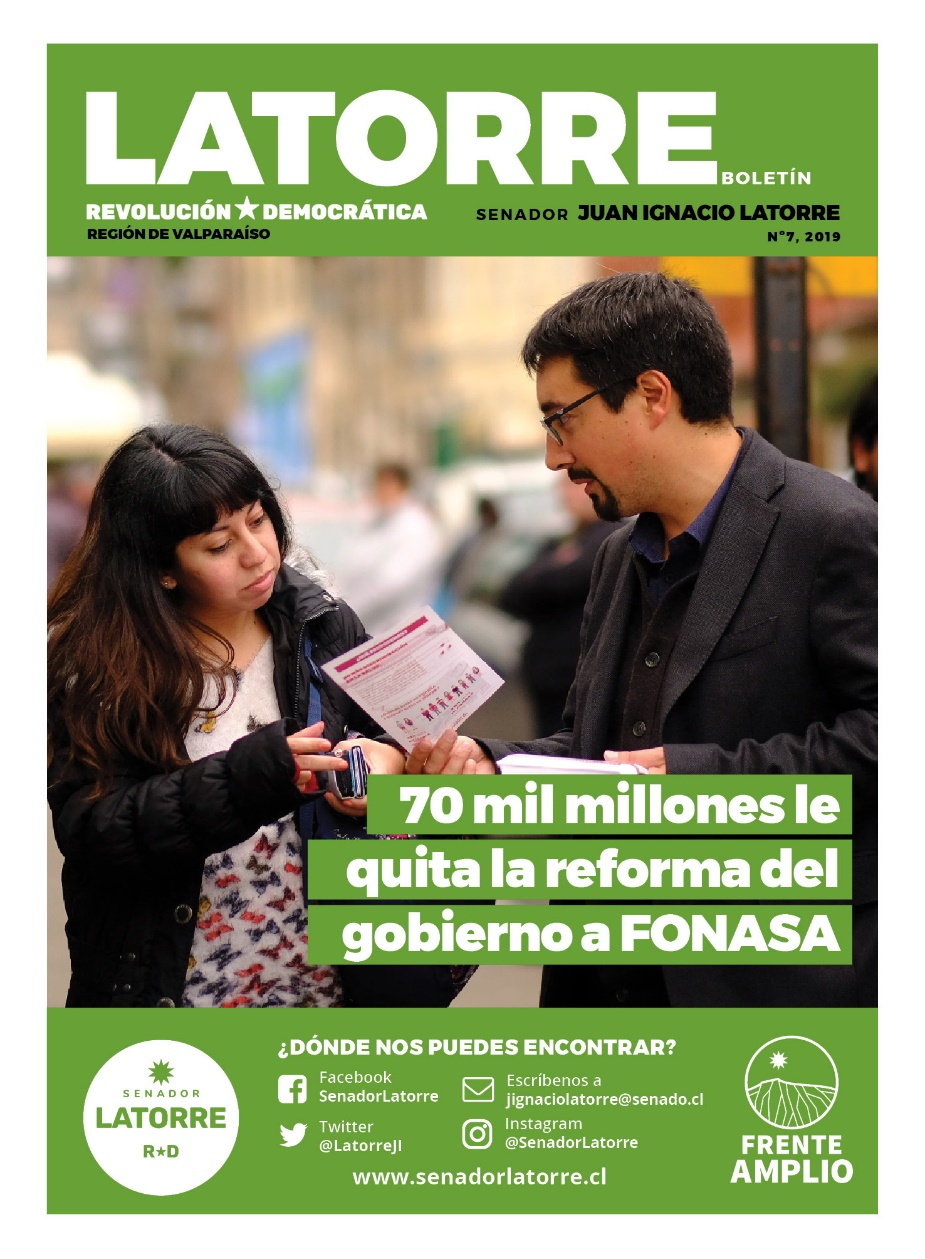 LATORRE
BOLETÍN
REVOLUCIÓN★DEMOCRÁTICA
REGIÓN DE VALPARAÍSO
SENADOR JUAN IGNACIO LATORRE
N°7, 2019
70 mil millones le
quita la reforma del
gobierno a FONASA
SENADOR
LATORRE
R★D
¿DÓNDE NOS PUEDES ENCONTRAR?
Facebook
SenadorLatorre
Escríbenos a
jignaciolatorre@senado.cl
Twitter
@LatorreJI
Instagram
@SenadorLatorre
www.senadorlatorre.cl
FRENTE
AMPLIO